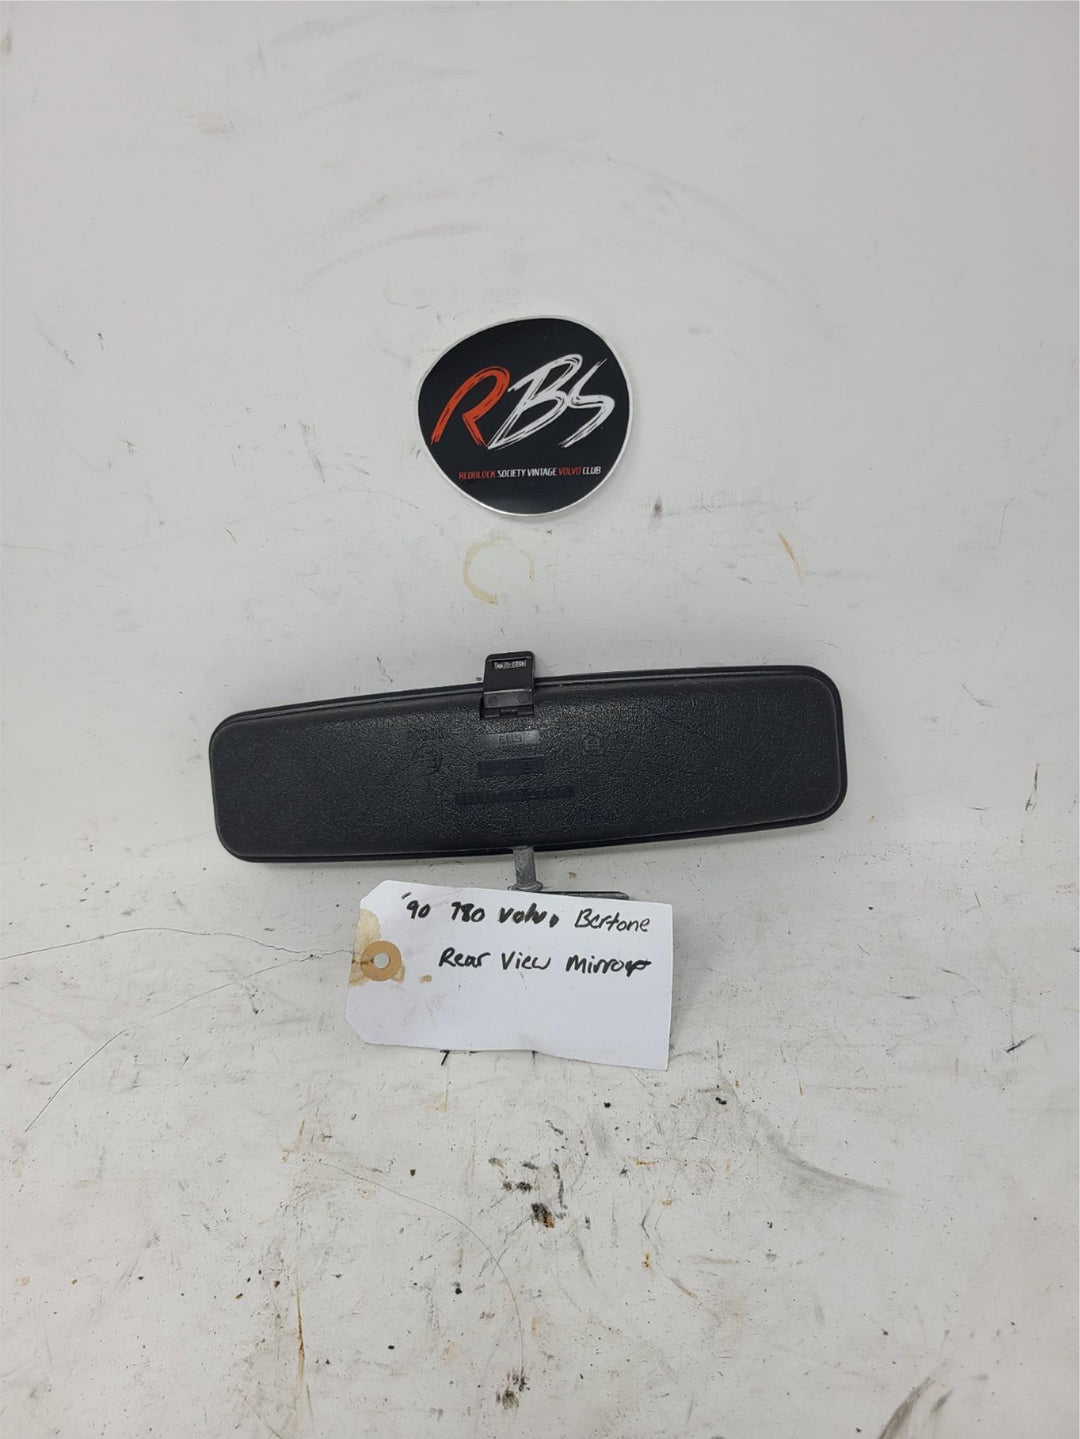 RBS
REDBLOCK SOCIETY VINTAGE VOLVO CLUB
'90 780 Volvo Bertone
Rear View Mirror